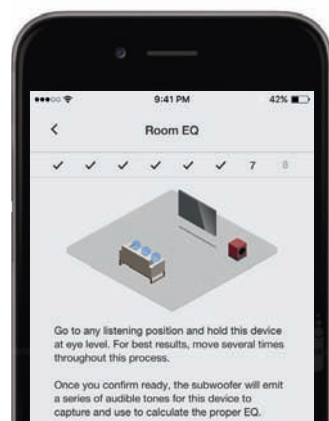 9:41 PM
42%
Room EQ
7 8
Go to any listening position and hold this device
at eye level. For best results, move several times
throughout this process.
Once you confirm ready, the subwoofer will emit
a series of audible tones for this device to
capture and use to calculate the proper EQ.